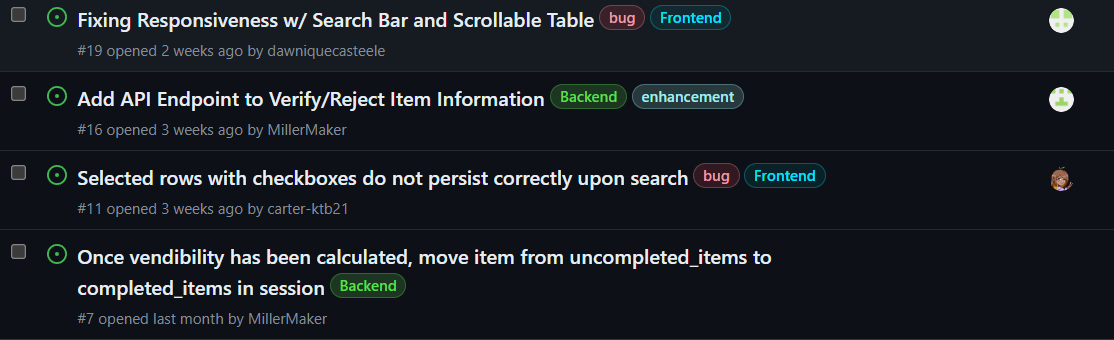 Fixing Responsiveness w/ Search Bar and Scrollable Table bug Frontend
#19 opened 2 weeks ago by dawniquecasteele
Add API Endpoint to Verify/Reject Item Information Backend enhancement
#16 opened 3 weeks ago by MillerMaker
Selected rows with checkboxes do not persist correctly upon search bug Frontend
#11 opened 3 weeks ago by carter-ktb21
Once vendibility has been calculated, move item from uncompleted_items to
completed_items in session Backend
#7 opened last month by MillerMaker